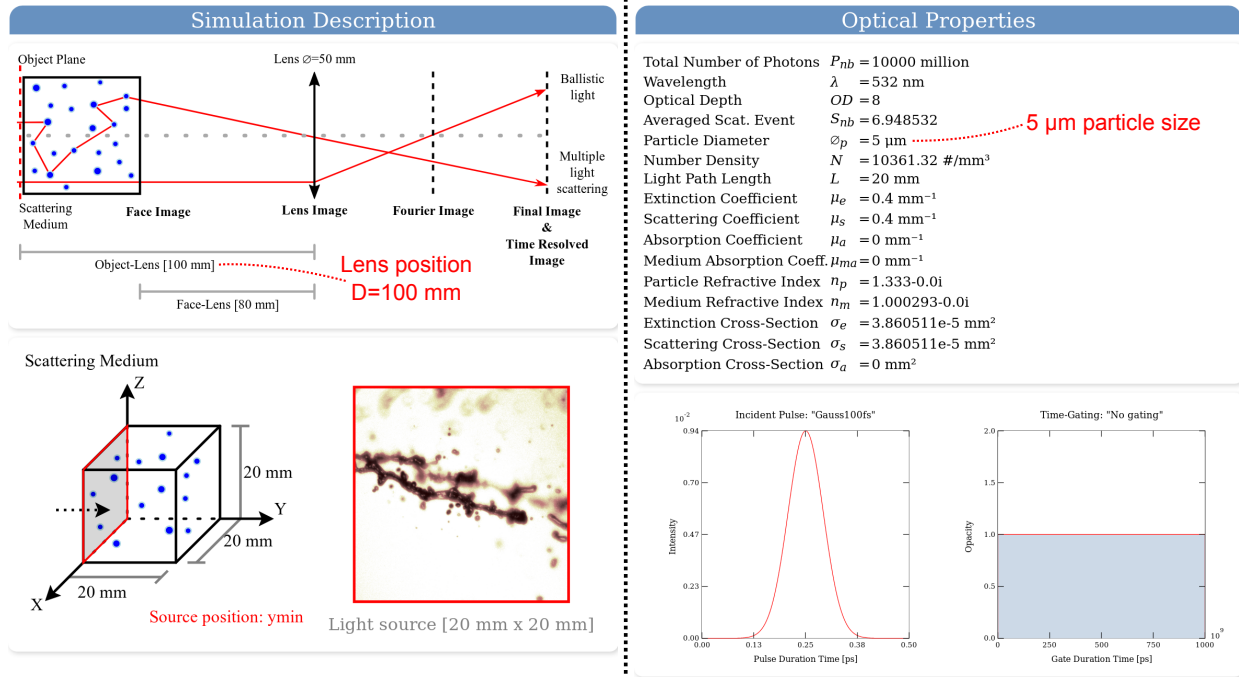 Simulation Description
Object Plane
Lens ∅=50 mm
Ballistic
light
Multiple
light
scattering
Scattering
Medium
Face Image
Lens Image
Fourier Image
Final Image
&
Time Resolved
Image
Object-Lens [100 mm]
Lens position
D=100 mm
Face-Lens [80 mm]
Scattering Medium
Z
20 mm
Y
20 mm
20 mm
X
Source position: ymin
Light source [20 mm x 20 mm]
Optical Properties
Total Number of Photons P_nb = 10000 million
Wavelength λ = 532 nm
Optical Depth OD = 8
Averaged Scat. Event S_nb = 6.948532
Particle Diameter ∅_p = 5 μm
5 μm particle size
Number Density N = 10361.32 #/mm³
Light Path Length L = 20 mm
Extinction Coefficient μ_e = 0.4 mm⁻¹
Scattering Coefficient μ_s = 0.4 mm⁻¹
Absorption Coefficient μ_a = 0 mm⁻¹
Medium Absorption Coeff. μ_ma = 0 mm⁻¹
Particle Refractive Index n_p = 1.333-0.0i
Medium Refractive Index n_m = 1.000293-0.0i
Extinction Cross-Section σ_e = 3.860511e-5 mm²
Scattering Cross-Section σ_s = 3.860511e-5 mm²
Absorption Cross-Section σ_a = 0 mm²
Incident Pulse: "Gauss100fs"
10⁻²
0.94
0.70
0.47
0.23
0.00
Intensity
0.00 0.13 0.25 0.38 0.50
Pulse Duration Time [ps]
Time-Gating: "No gating"
2.0
1.5
1.0
0.5
0.0
Opacity
0 250 500 750 1000
10⁹
Gate Duration Time [ps]